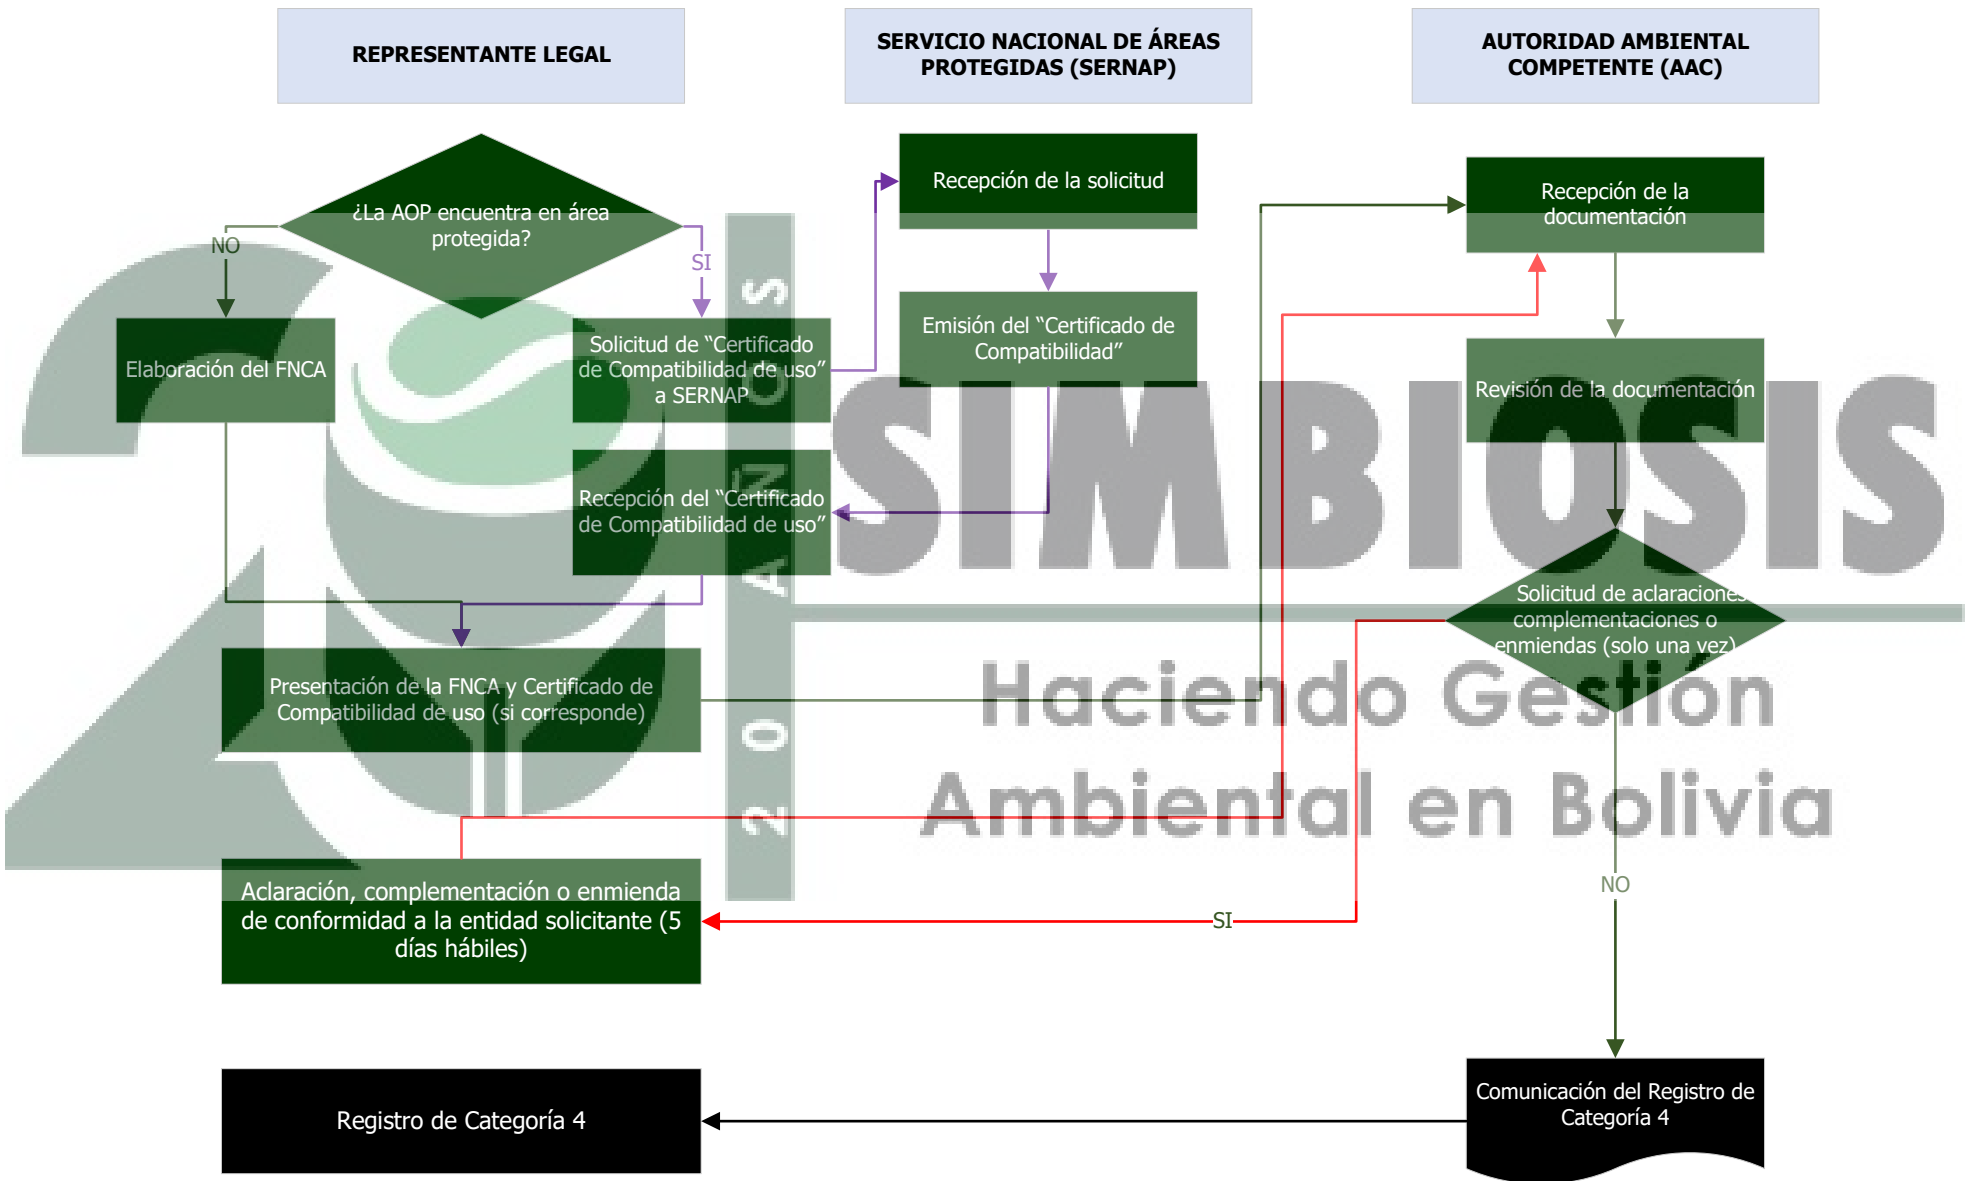 REPRESENTANTE LEGAL
SERVICIO NACIONAL DE ÁREAS
PROTEGIDAS (SERNAP)
AUTORIDAD AMBIENTAL
COMPETENTE (AAC)
¿La AOP encuentra en área
protegida?
NO
SI
Elaboración del FNCA
Solicitud de “Certificado
de Compatibilidad de uso”
a SERNAP
Recepción del “Certificado
de Compatibilidad de uso”
Presentación de la FNCA y Certificado de
Compatibilidad de uso (si corresponde)
Aclaración, complementación o enmienda
de conformidad a la entidad solicitante (5
días hábiles)
Registro de Categoría 4
Recepción de la solicitud
Emisión del “Certificado de
Compatibilidad”
Recepción de la
documentación
Revisión de la documentación
Solicitud de aclaraciones
complementaciones o
enmiendas (solo una vez)
SI
NO
Comunicación del Registro de
Categoría 4
20 AÑOS
SIMBIOSIS
Haciendo Gestión
Ambiental en Bolivia